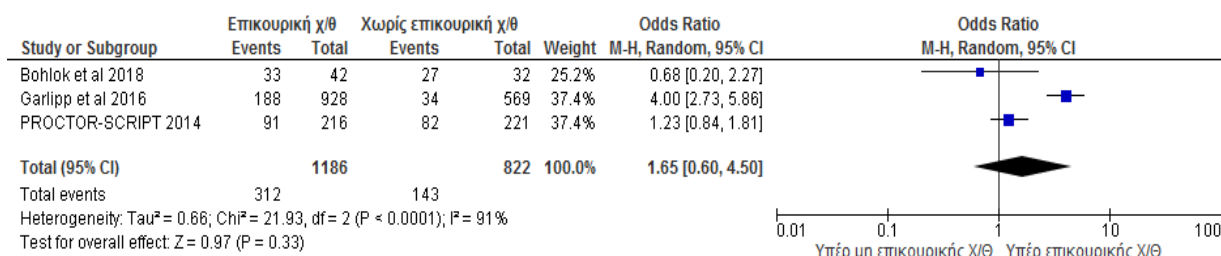 Επικουρική χ/θ Χωρίς επικουρική χ/θ Odds Ratio Odds Ratio
Study or Subgroup Events Total Events Total Weight M-H, Random, 95% CI M-H, Random, 95% CI
Bohlok et al 2018 33 42 27 32 25.2% 0.68 [0.20, 2.27]
Garlipp et al 2016 188 928 34 569 37.4% 4.00 [2.73, 5.86]
PROCTOR-SCRIPT 2014 91 216 82 221 37.4% 1.23 [0.84, 1.81]
Total (95% CI) 1186 822 100.0% 1.65 [0.60, 4.50]
Total events 312 143
Heterogeneity: Tau² = 0.66; Chi² = 21.93, df = 2 (P < 0.0001); I² = 91%
Test for overall effect: Z = 0.97 (P = 0.33)
0.01 0.1 1 10 100
Υπέρ μη επικουρικής Χ/Θ Υπέρ επικουρικής Χ/Θ